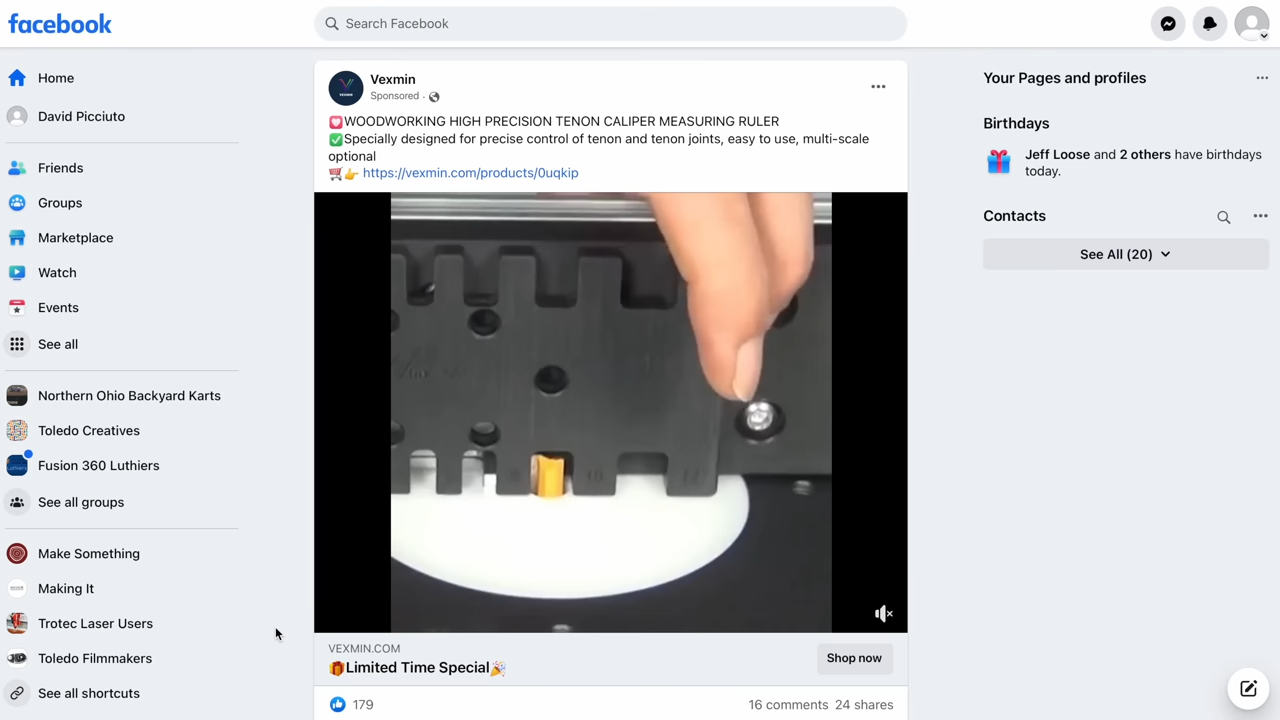 facebook
Search Facebook
Home
David Picciuto
Friends
Groups
Marketplace
Watch
Events
See all
Northern Ohio Backyard Karts
Toledo Creatives
Fusion 360 Luthiers
See all groups
Make Something
Making It
Trotec Laser Users
Toledo Filmmakers
See all shortcuts
Vexmin
Sponsored ·
WOODWORKING HIGH PRECISION TENON CALIPER MEASURING RULER
Specially designed for precise control of tenon and tenon joints, easy to use, multi-scale
optional
https://vexmin.com/products/0uqkip
VEXMIN.COM
Limited Time Special
Shop now
179
16 comments 24 shares
Your Pages and profiles
Birthdays
Jeff Loose and 2 others have birthdays
today.
Contacts
See All (20)